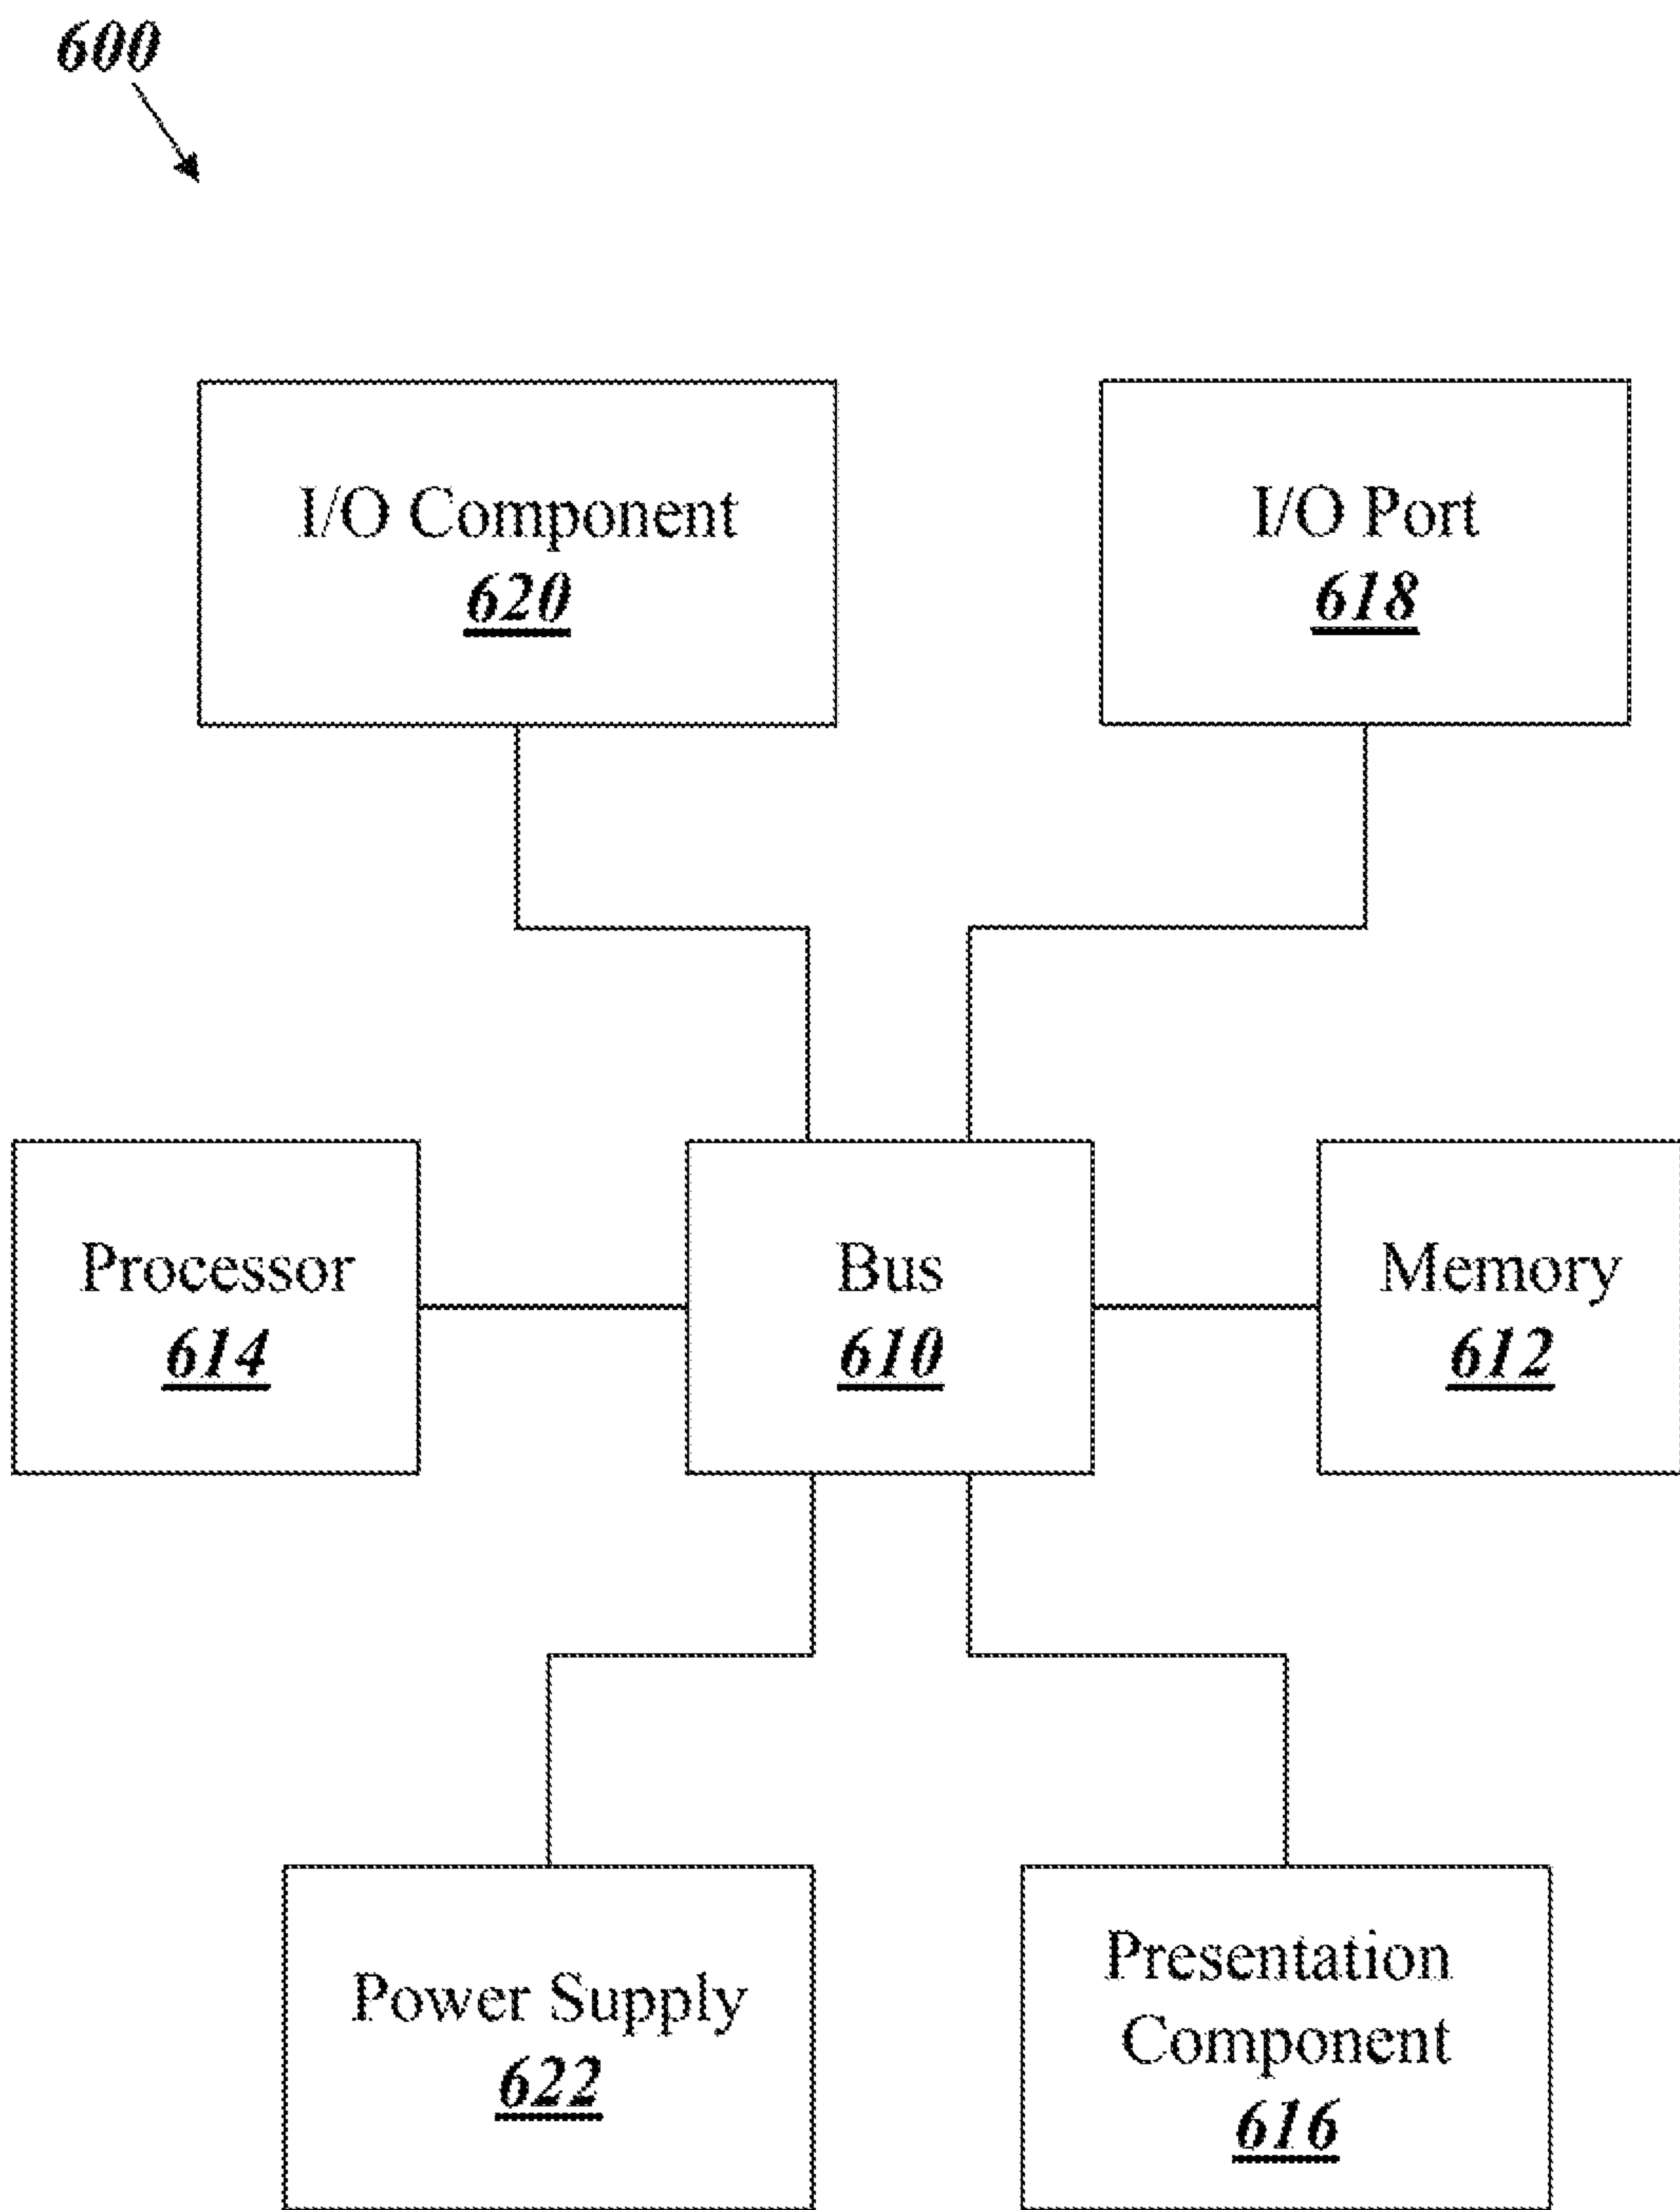 600
I/O Component
620
I/O Port
618
Processor
614
Bus
610
Memory
612
Power Supply
622
Presentation
Component
616